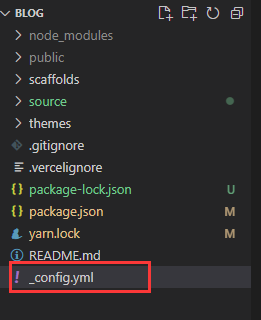 BLOG
node_modules
public
scaffolds
source
themes
.gitignore
.vercelignore
package-lock.json U
package.json M
yarn.lock M
README.md
_config.yml